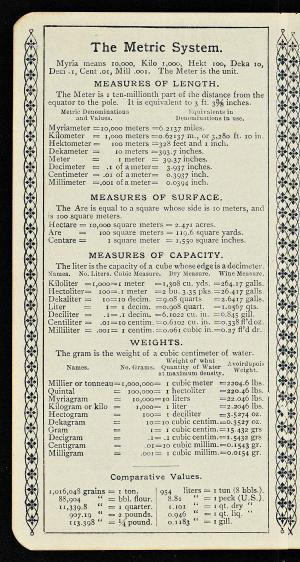 The Metric System.
Myria means 10,000, Kilo 1,000, Hekt 100, Deka 10,
Deci .1, Cent .01, Mill .001. The Meter is the unit.
MEASURES OF LENGTH.
The Meter is a ten-millionth part of the distance from the
equator to the pole. It is equivalent to 3 ft. 3⅜ inches.
Metric Denominations and Values. Equivalents in Denominations in use.
Myriameter = 10,000 meters = 6.2137 miles.
Kilometer = 1,000 meters = 0.62137 m., or 3,280 ft. 10 in.
Hektometer = 100 meters = 328 feet and 1 inch.
Dekameter = 10 meters = 393.7 inches.
Meter = 1 meter = 39.37 inches.
Decimeter = .1 of a meter = 3.937 inches.
Centimeter = .01 of a meter = 0.3937 inch.
Millimeter = .001 of a meter = 0.0394 inch.
MEASURES OF SURFACE.
The Are is equal to a square whose side is 10 meters, and
is 100 square meters.
Hectare = 10,000 square meters = 2.471 acres.
Are = 100 square meters = 119.6 square yards.
Centare = 1 square meter = 1,550 square inches.
MEASURES OF CAPACITY.
The liter is the capacity of a cube whose edge is a decimeter.
Names. No. Liters. Cubic Measure. Dry Measure. Wine Measure.
Kiloliter = 1,000 = 1 meter = 1,308 cu. yds. = 264.17 galls.
Hectoliter = 100 = .1 meter = 2 bu. 3.35 pks. = 26.417 galls.
Dekaliter = 10 = 10 decim. = 9.08 quarts = 2.6417 galls.
Liter = 1 = 1 decim. = 0.908 quart. = 1.0567 qts.
Deciliter = .1 = .1 decim. = 6.1022 cu. in. = 0.845 gill.
Centiliter = .01 = 10 centim. = 0.6102 cu. in. = 0.338 fl'd oz.
Milliliter = .001 = 1 centim. = 0.061 cubic in. = 0.27 fl'd dr.
WEIGHTS.
The gram is the weight of a cubic centimeter of water.
Names. No. Grams. Weight of what Quantity of Water at maximum density. Avoirdupois Weight.
Miller or tonneau = 1,000,000 = 1 cubic meter = 2204.6 lbs.
Quintal = 100,000 = 1 hectoliter = 220.46 lbs.
Myriagram = 10,000 = 10 liters = 22.046 lbs.
Kilogram or kilo = 1,000 = 1 liter = 2.2046 lbs.
Hectogram = 100 = 1 deciliter = 3.5274 oz.
Dekagram = 10 = 10 cubic centim. = 0.3527 oz.
Gram = 1 = 1 cubic centim. = 15.432 grs
Decigram = .1 = .1 cubic centim. = 1.5432 grs
Centigram = .01 = 10 cubic millim. = 0.1543 gr.
Milligram = .001 = 1 cubic millim. = 0.0154 gr.
Comparative Values.
1,016,048 grains = 1 ton. 954 liters = 1 tun (8 bbls.).
88,904 " = bbl. flour. 8.81 " = 1 peck (U.S.).
11,339.8 " = 1 quarter. 1.101 " = 1 qt. dry "
907.19 " = 2 pounds. 0.946 " = 1 qt. liq. "
113.398 " = ¼ pound. 0.1183 " = 1 gill.